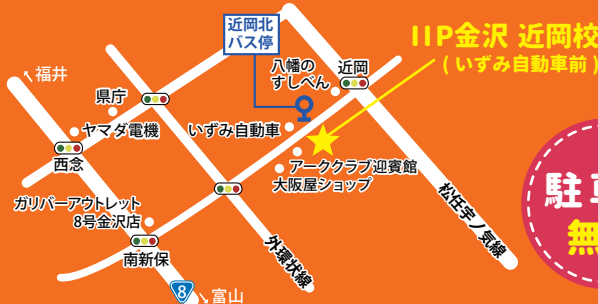 近岡北
バス停
IIP金沢 近岡校
( いずみ自動車前 )
八幡の
すしべん
近岡
↖福井
県庁
ヤマダ電機
いずみ自動車
西念
アーククラブ迎賓館
大阪屋ショップ
松任宇ノ気線
ガリバーアウトレット
8号金沢店
南新保
外環状線
8
↘富山
駐
無